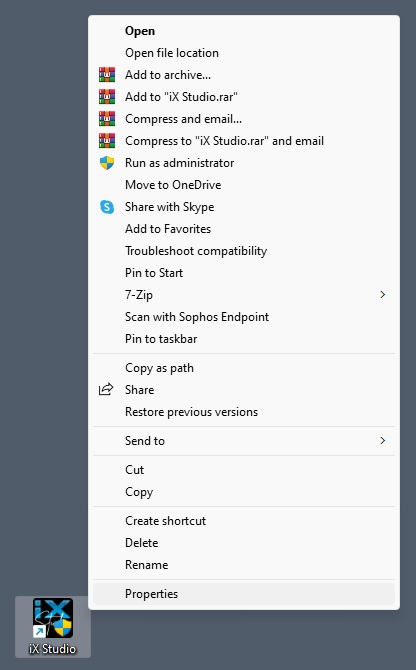 Open
Open file location
Add to archive...
Add to "iX Studio.rar"
Compress and email...
Compress to "iX Studio.rar" and email
Run as administrator
Move to OneDrive
Share with Skype
Add to Favorites
Troubleshoot compatibility
Pin to Start
7-Zip
Scan with Sophos Endpoint
Pin to taskbar
Copy as path
Share
Restore previous versions
Send to
Cut
Copy
Create shortcut
Delete
Rename
Properties
iX
iX Studio